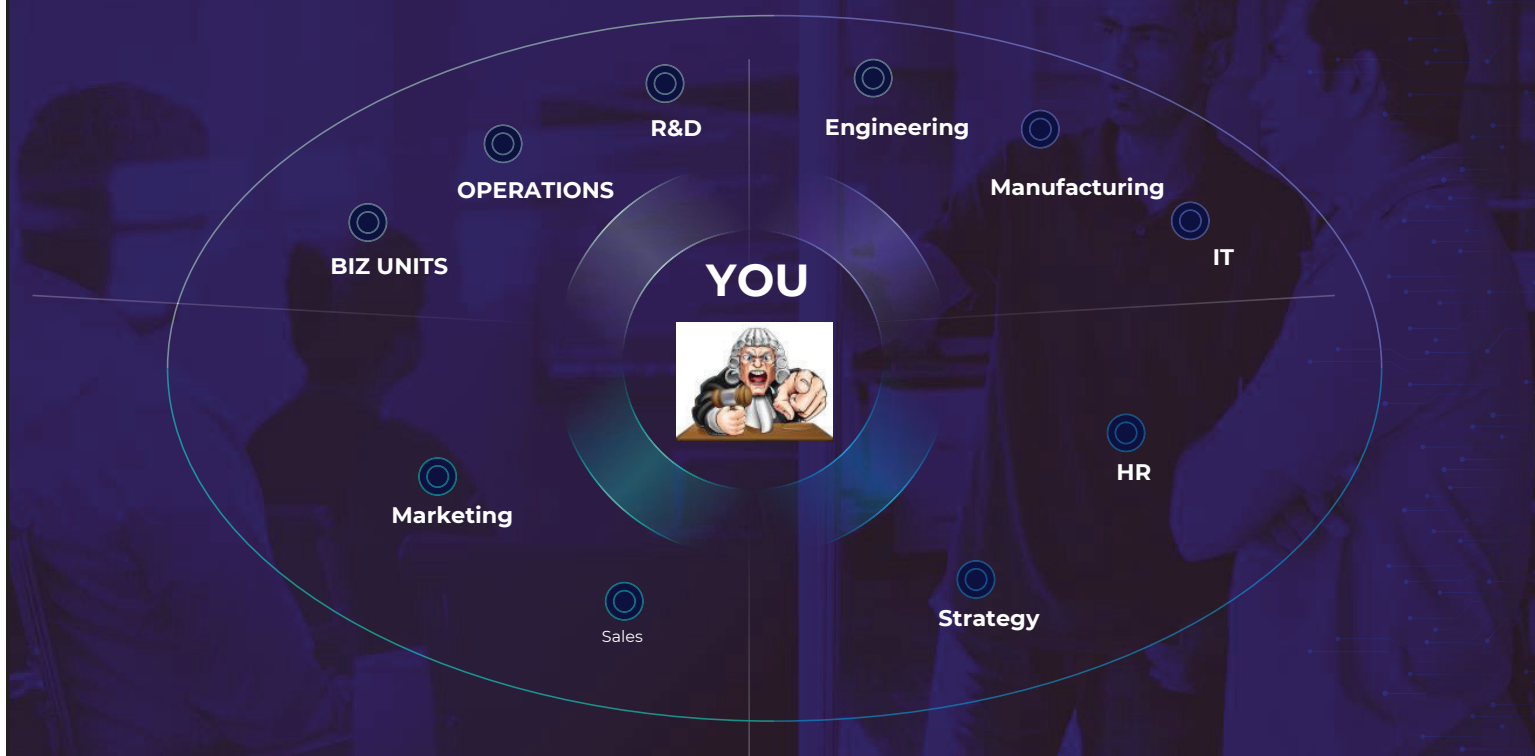 R&D
Engineering
OPERATIONS
Manufacturing
BIZ UNITS
IT
YOU
Marketing
HR
Sales
Strategy